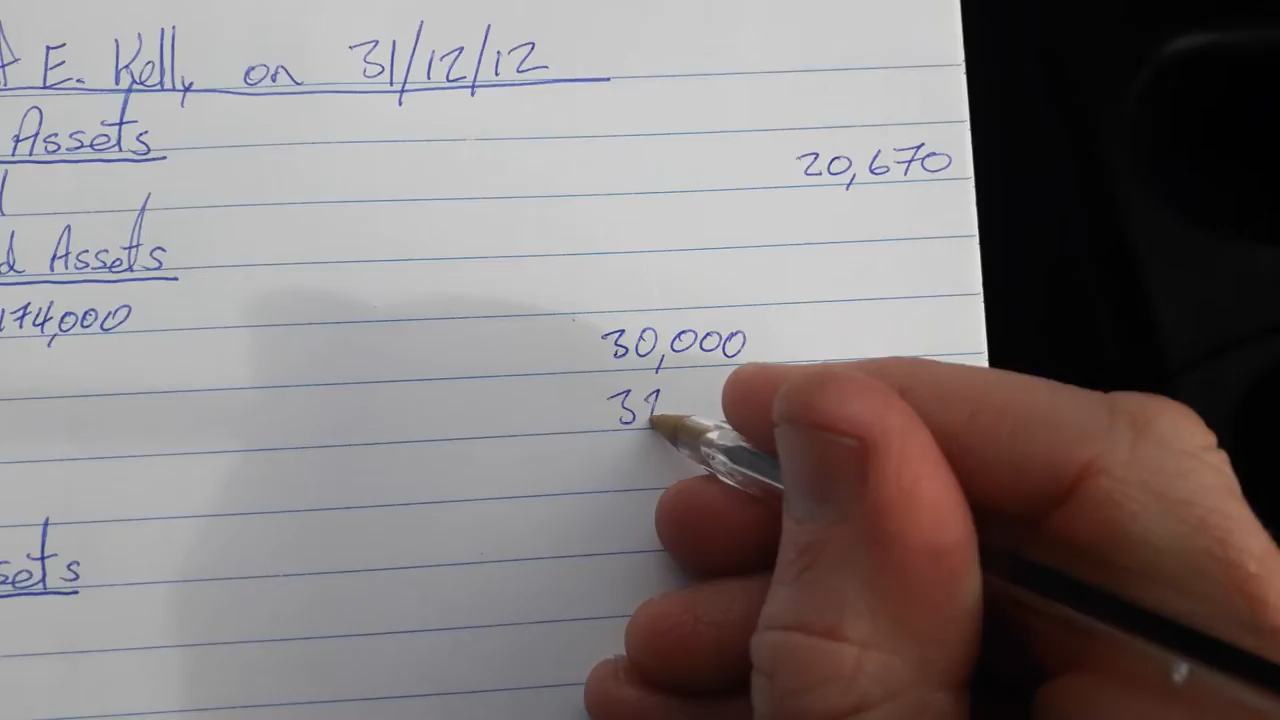 E. Kelly on 31/12/12
Assets
20,670
d Assets
174,000
30,000
31
sets